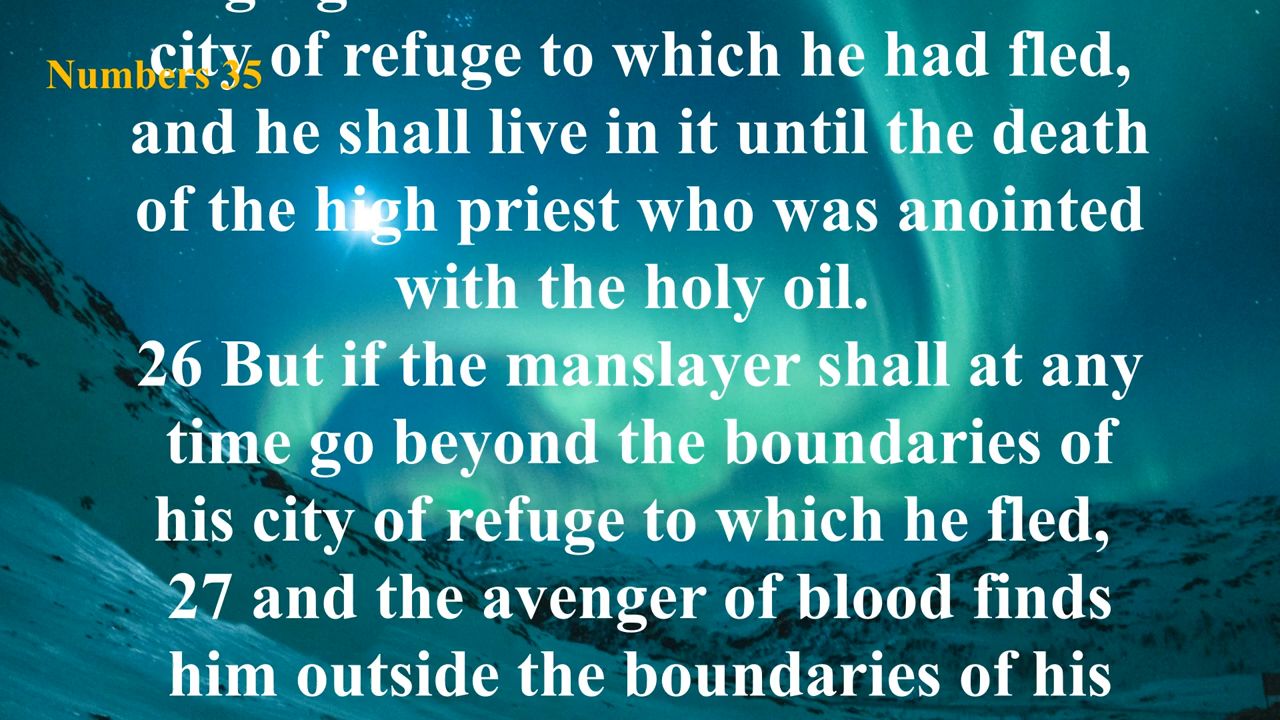 city of refuge to which he had fled,
Numbers 35
and he shall live in it until the death
of the high priest who was anointed
with the holy oil.
26 But if the manslayer shall at any
time go beyond the boundaries of
his city of refuge to which he fled,
27 and the avenger of blood finds
him outside the boundaries of his